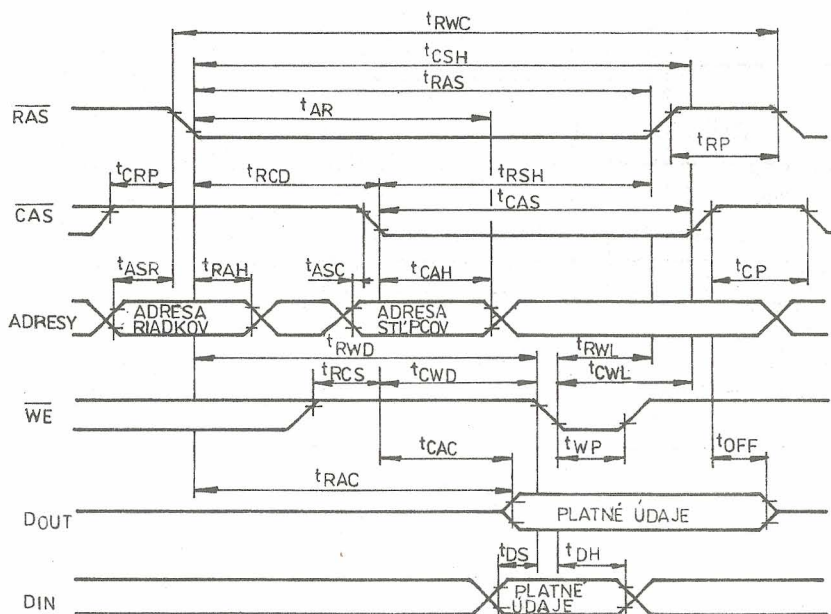 tRWC
tCSH
tRAS
RAS
tAR
tRP
tCRP
tRCD
tRSH
CAS
tCAS
tASR
tRAH
tASC
tCAH
tCP
ADRESY
ADRESA
RIADKOV
ADRESA
STĹPCOV
tRWD
tRWL
tRCS
tCWD
tCWL
WE
tWP
tOFF
tCAC
tRAC
DOUT
PLATNÉ ÚDAJE
tDS
tDH
DIN
PLATNÉ
ÚDAJE